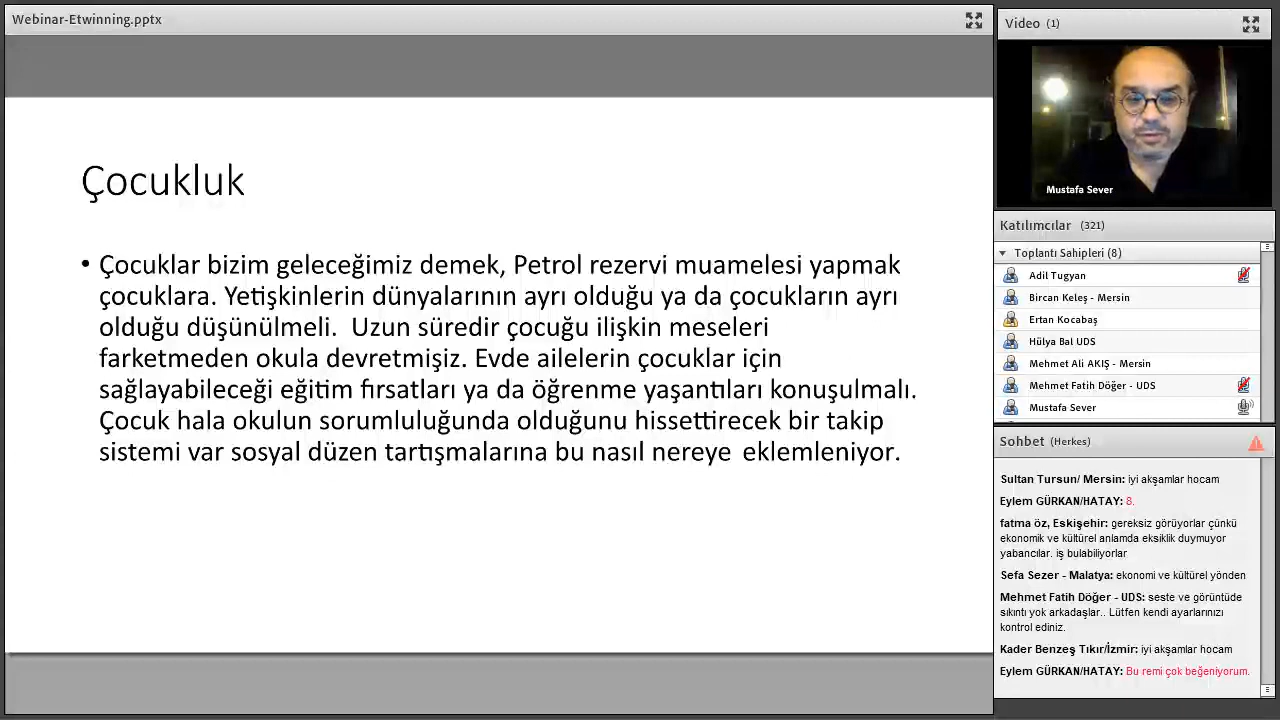 Webinar-Etwinning.pptx
Çocukluk
• Çocuklar bizim geleceğimiz demek, Petrol rezervi muamelesi yapmak
çocuklara. Yetişkinlerin dünyalarının ayrı olduğu ya da çocukların ayrı
olduğu düşünülmeli. Uzun süredir çocuğu ilişkin meseleri
farketmeden okula devretmişiz. Evde ailelerin çocuklar için
sağlayabileceği eğitim fırsatları ya da öğrenme yaşantıları konuşulmalı.
Çocuk hala okulun sorumluluğunda olduğunu hissettirecek bir takip
sistemi var sosyal düzen tartışmalarına bu nasıl nereye eklemleniyor.
Video (1)
Mustafa Sever
Katılımcılar (321)
Toplantı Sahipleri (8)
Adil Tugyan
Bircan Keleş - Mersin
Ertan Kocabaş
Hülya Bal UDS
Mehmet Ali AKIŞ - Mersin
Mehmet Fatih Döğer - UDS
Mustafa Sever
Sohbet (Herkes)
Sultan Tursun/ Mersin: iyi akşamlar hocam
Eylem GÜRKAN/HATAY: 8.
fatma öz, Eskişehir: gereksiz görüyorlar çünkü
ekonomik ve kültürel anlamda eksiklik duymuyor
yabancılar. iş bulabiliyorlar
Sefa Sezer - Malatya: ekonomi ve kültürel yönden
Mehmet Fatih Döğer - UDS: seste ve görüntüde
sıkıntı yok arkadaşlar.. Lütfen kendi ayarlarınızı
kontrol ediniz.
Kader Benzeş Tıkır/İzmir: iyi akşamlar hocam
Eylem GÜRKAN/HATAY: Bu remi çok beğeniyorum.